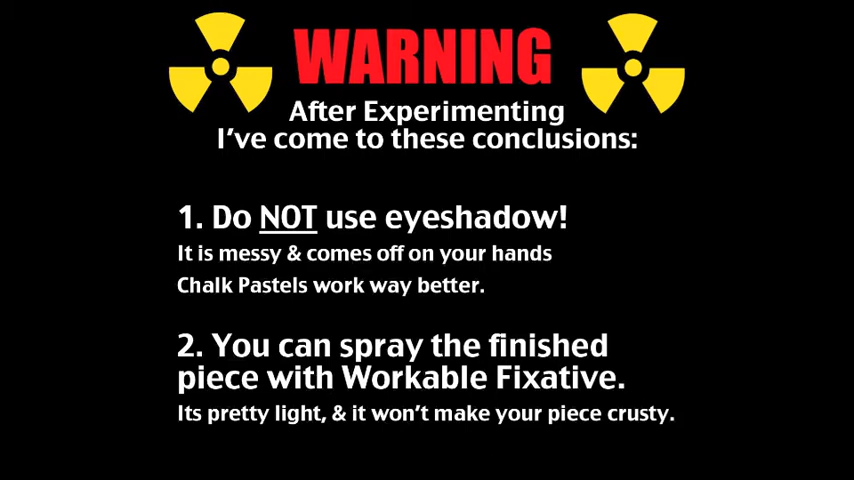 WARNING
After Experimenting
I've come to these conclusions:
1. Do NOT use eyeshadow!
It is messy & comes off on your hands
Chalk Pastels work way better.
2. You can spray the finished
piece with Workable Fixative.
Its pretty light, & it won't make your piece crusty.